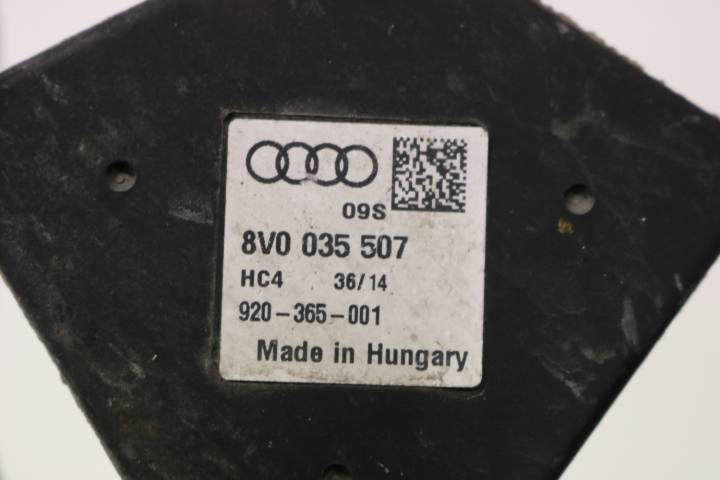 09S
8V0 035 507
HC4 36/14
920-365-001
Made in Hungary